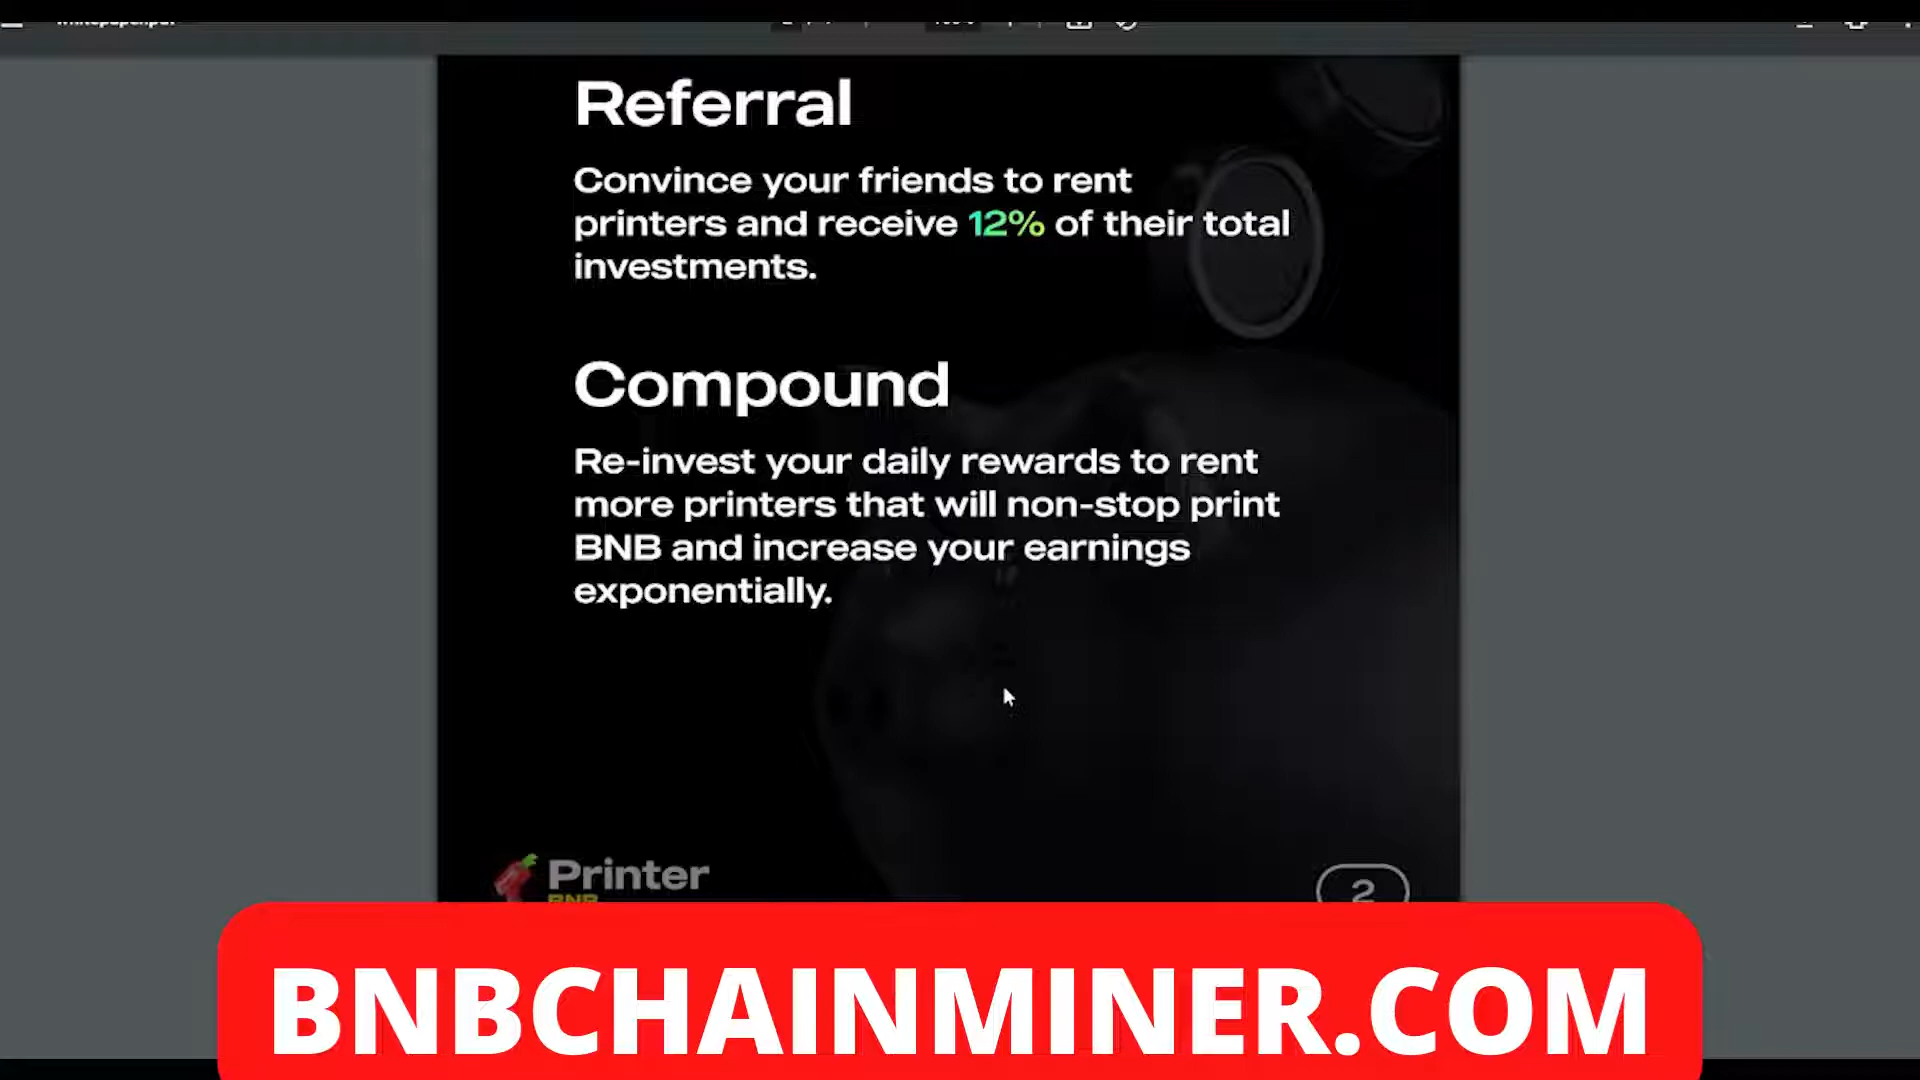 Referral
Convince your friends to rent
printers and receive 12% of their total
investments.
Compound
Re-invest your daily rewards to rent
more printers that will non-stop print
BNB and increase your earnings
exponentially.
Printer
BNB
2
BNBCHAINMINER.COM